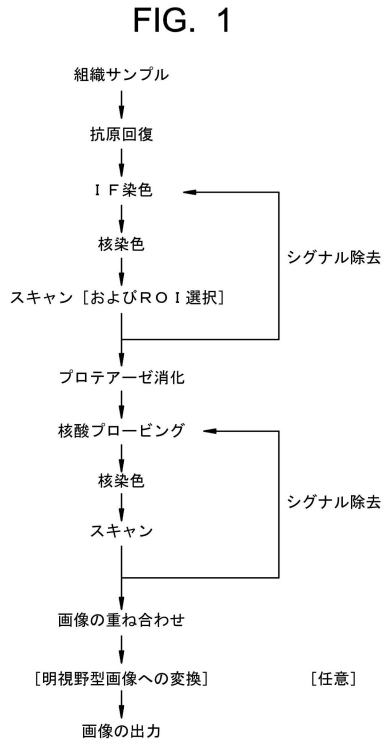 FIG. 1
組織サンプル
抗原回復
ＩＦ染色
核染色
シグナル除去
スキャン［およびＲＯＩ選択］
プロテアーゼ消化
核酸プロービング
核染色
シグナル除去
スキャン
画像の重ね合わせ
［明視野型画像への変換］
［任意］
画像の出力